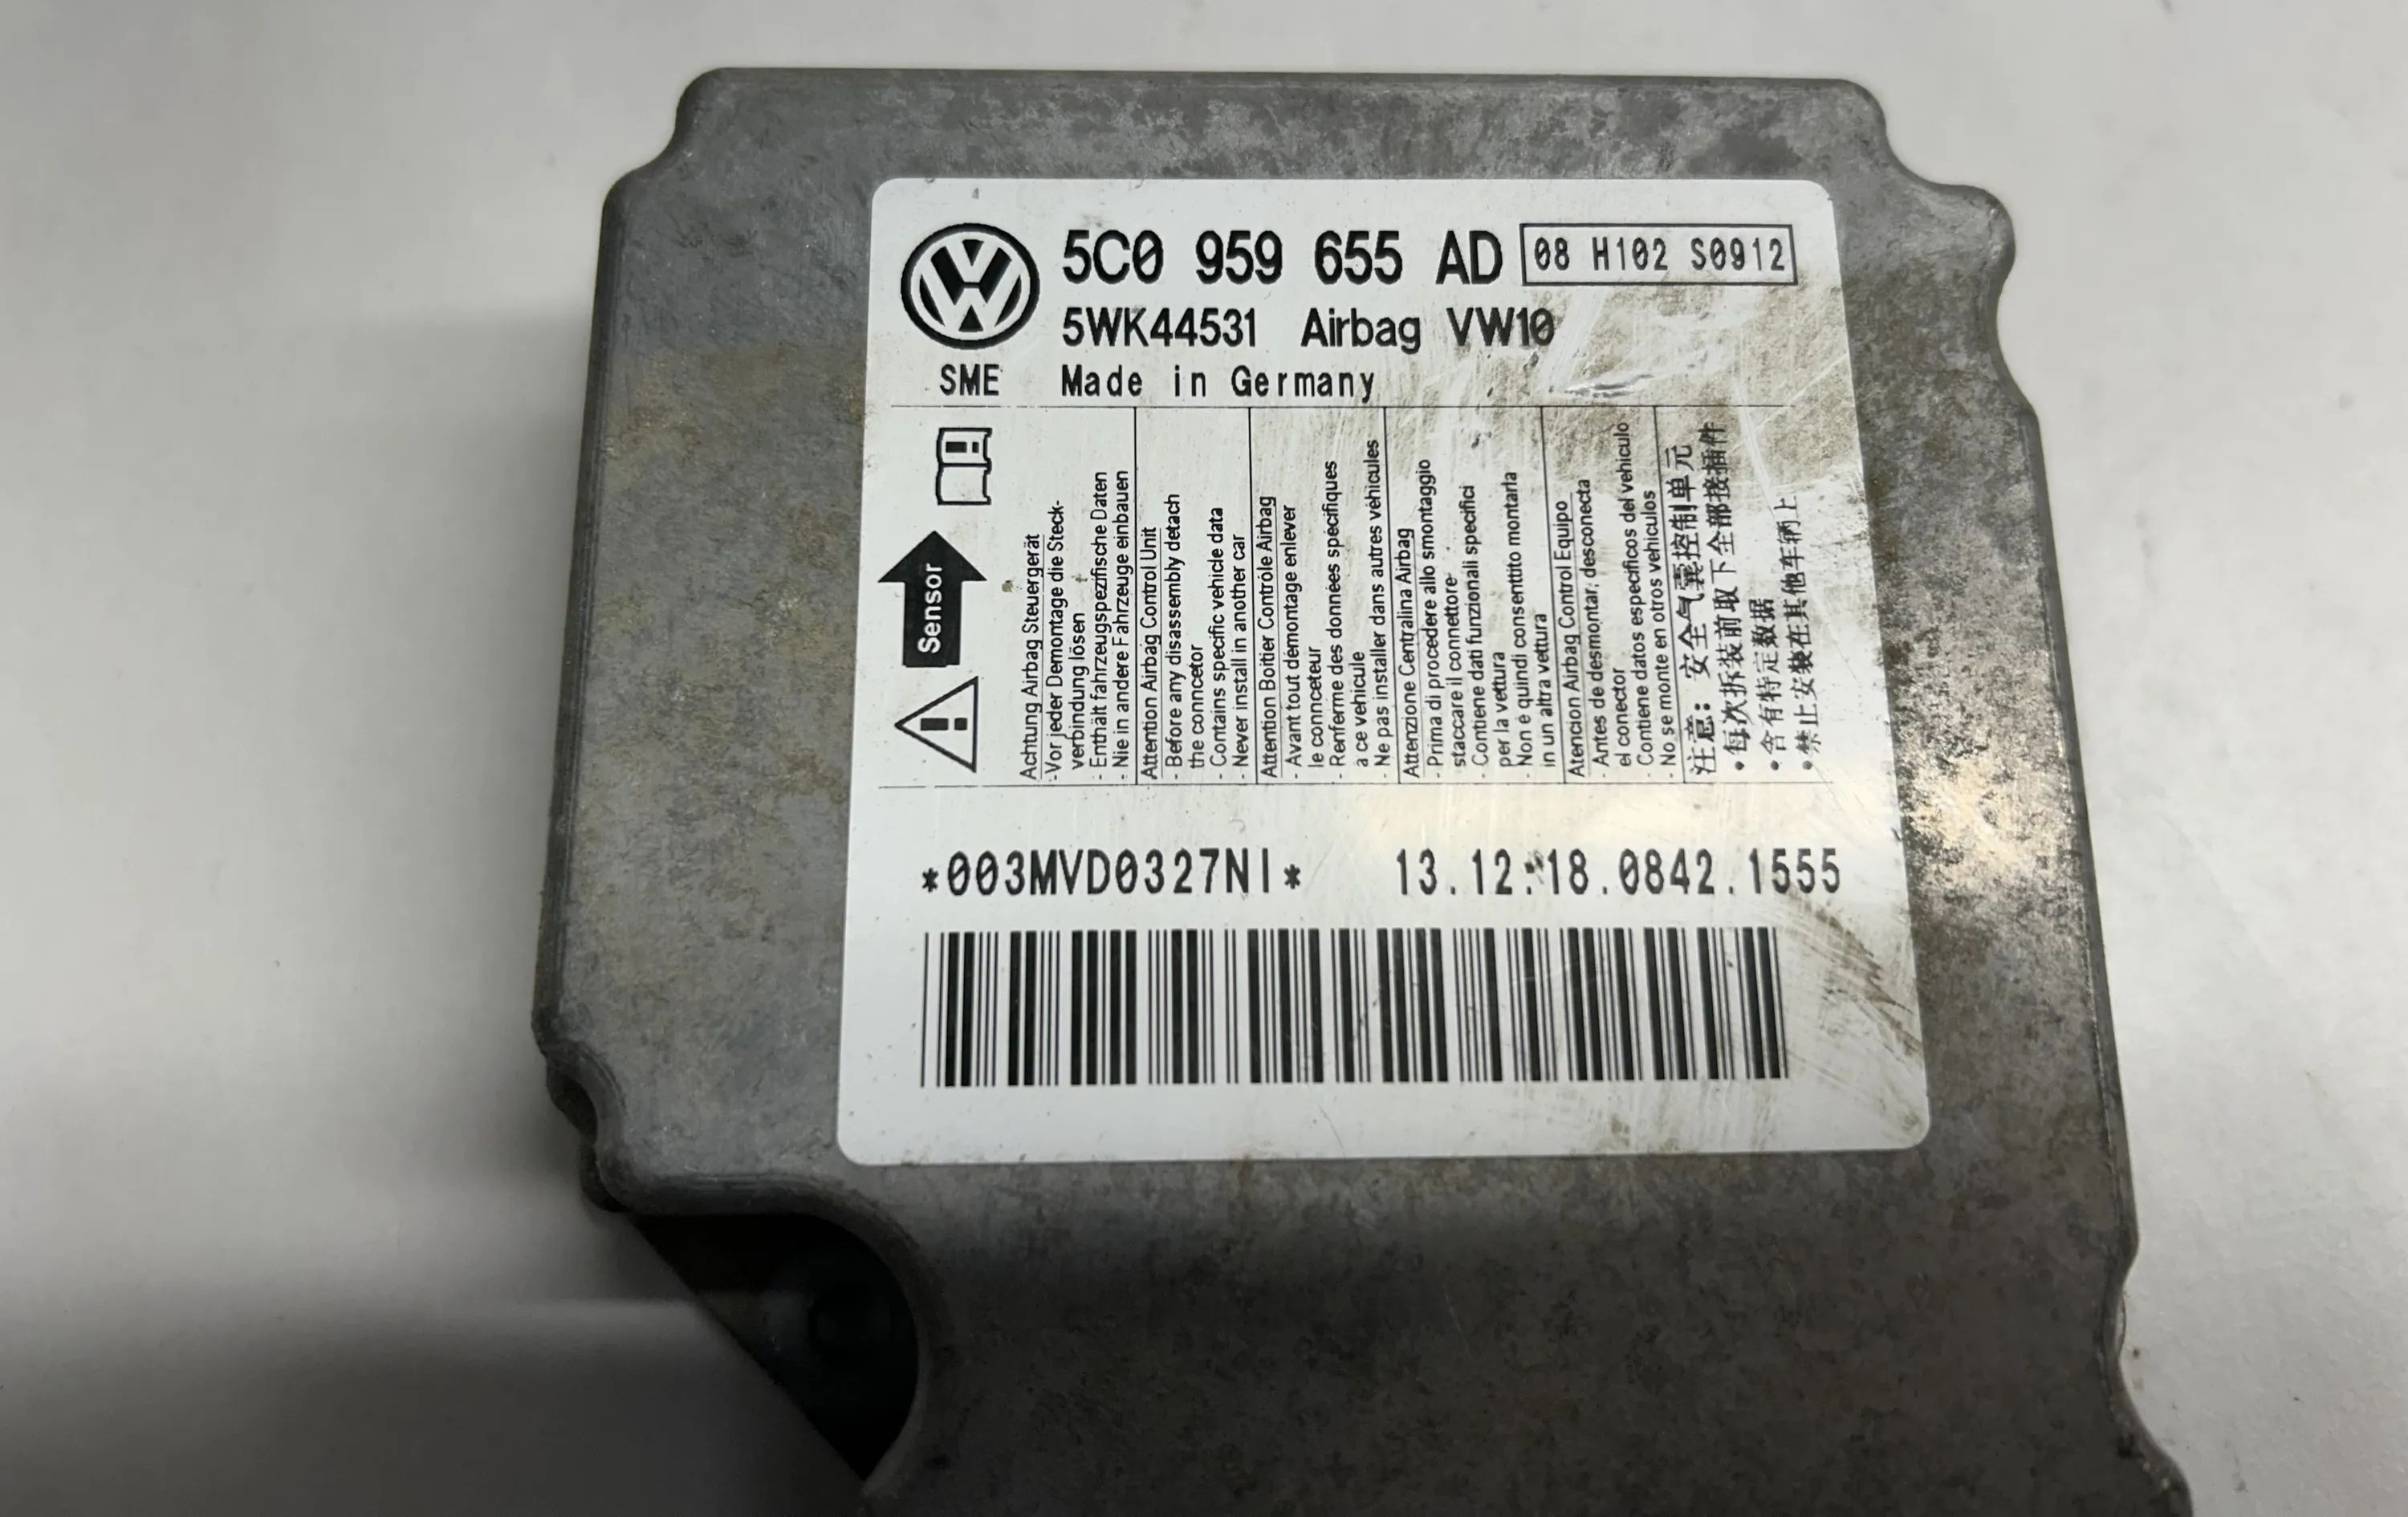 5C0 959 655 AD 08 H102 S0912
5WK44531 Airbag VW10
SME Made in Germany
Sensor
Achtung Airbag Steuergerät
-Vor jeder Demontage die Steck-
verbindung lösen
- Enthält fahrzeugspezifische Daten
- Nie in andere Fahrzeuge einbauen
Attention Airbag Control Unit
- Before any disassembly detach
the conncetor
- Contains specific vehicle data
- Never install in another car
Attention Boitier Contrôle Airbag
- Avant tout démontage enlever
le connceteur
- Renferme des données spécifiques
à ce véhicule
- Ne pas installer dans autres véhicules
Attenzione Centralina Airbag
- Prima di procedere allo smontaggio
staccare il connettore
- Contiene dati funzionali specifici
per la vettura
- Non é quindi consenttito montarla
in un altra vettura
Atencion Airbag Control Equipo
- Antes de desmontar, desconecta
el conector
- Contiene datos especificos del vehiculo
- No se monte en otros vehiculos
注意：安全气囊控制单元
•每次拆装前取下全部接插件
•含有特定数据
•禁止安装在其他车辆上
*003MVD0327NI* 13.12.18.0842.1555